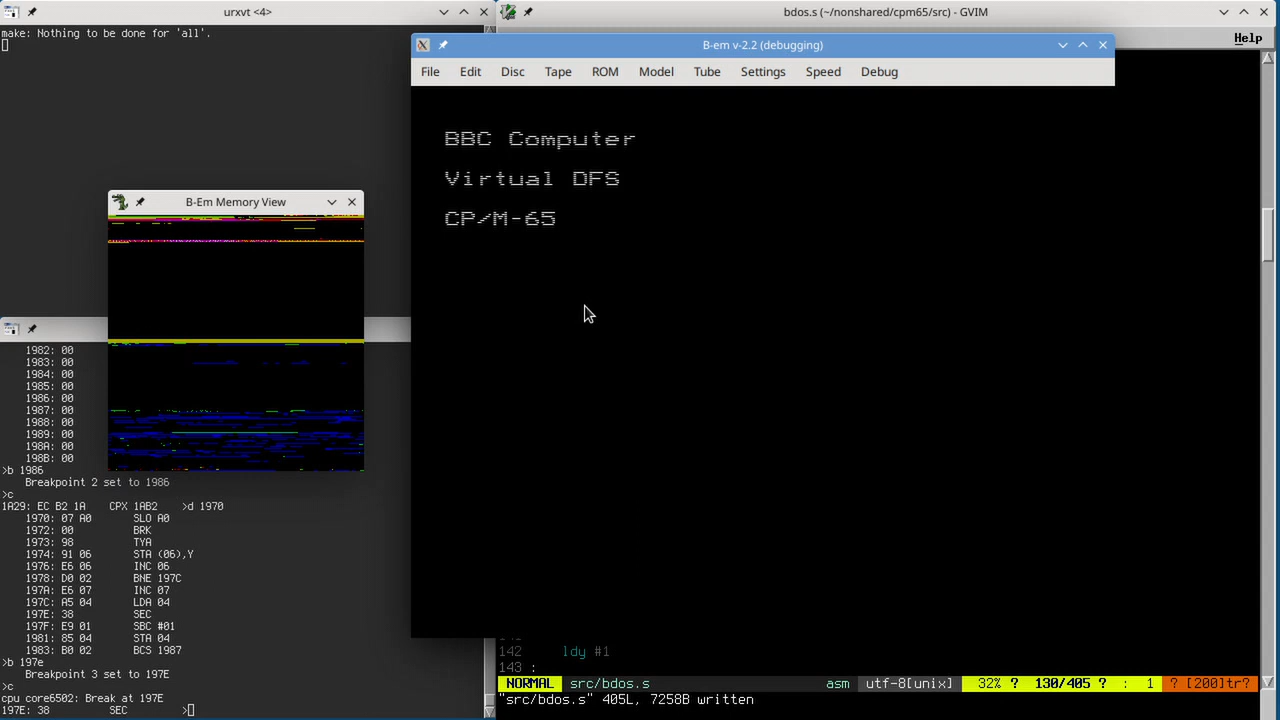 urxvt <4>
make: Nothing to be done for 'all'.
bdos.s (~/nonshared/cpm65/src) - GVIM
Help
B-em v-2.2 (debugging)
File Edit Disc Tape ROM Model Tube Settings Speed Debug
BBC Computer
Virtual DFS
CP/M-65
B-Em Memory View
1982: 00
1983: 00
1984: 00
1985: 00
1986: 00
1987: 00
1988: 00
1989: 00
198A: 00
198B: 00
>b 1986
Breakpoint 2 set to 1986
>c
1A29: EC B2 1A CPX 1AB2 >d 1970
1970: 07 A0 SLO A0
1972: 00 BRK
1973: 98 TYA
1974: 91 06 STA (06),Y
1976: E6 06 INC 06
1978: D0 02 BNE 197C
197A: E6 07 INC 07
197C: A5 04 LDA 04
197E: 38 SEC
197F: E9 01 SBC #01
1981: 85 04 STA 04
1983: B0 02 BCS 1987
>b 197e
Breakpoint 3 set to 197E
>c
cpu core6502: Break at 197E
197E: 38 SEC >
142 ldy #1
143 :
NORMAL src/bdos.s asm utf-8[unix] 32% ? 130/405 ? : 1 ? [200]tr?
"src/bdos.s" 405L, 7258B written